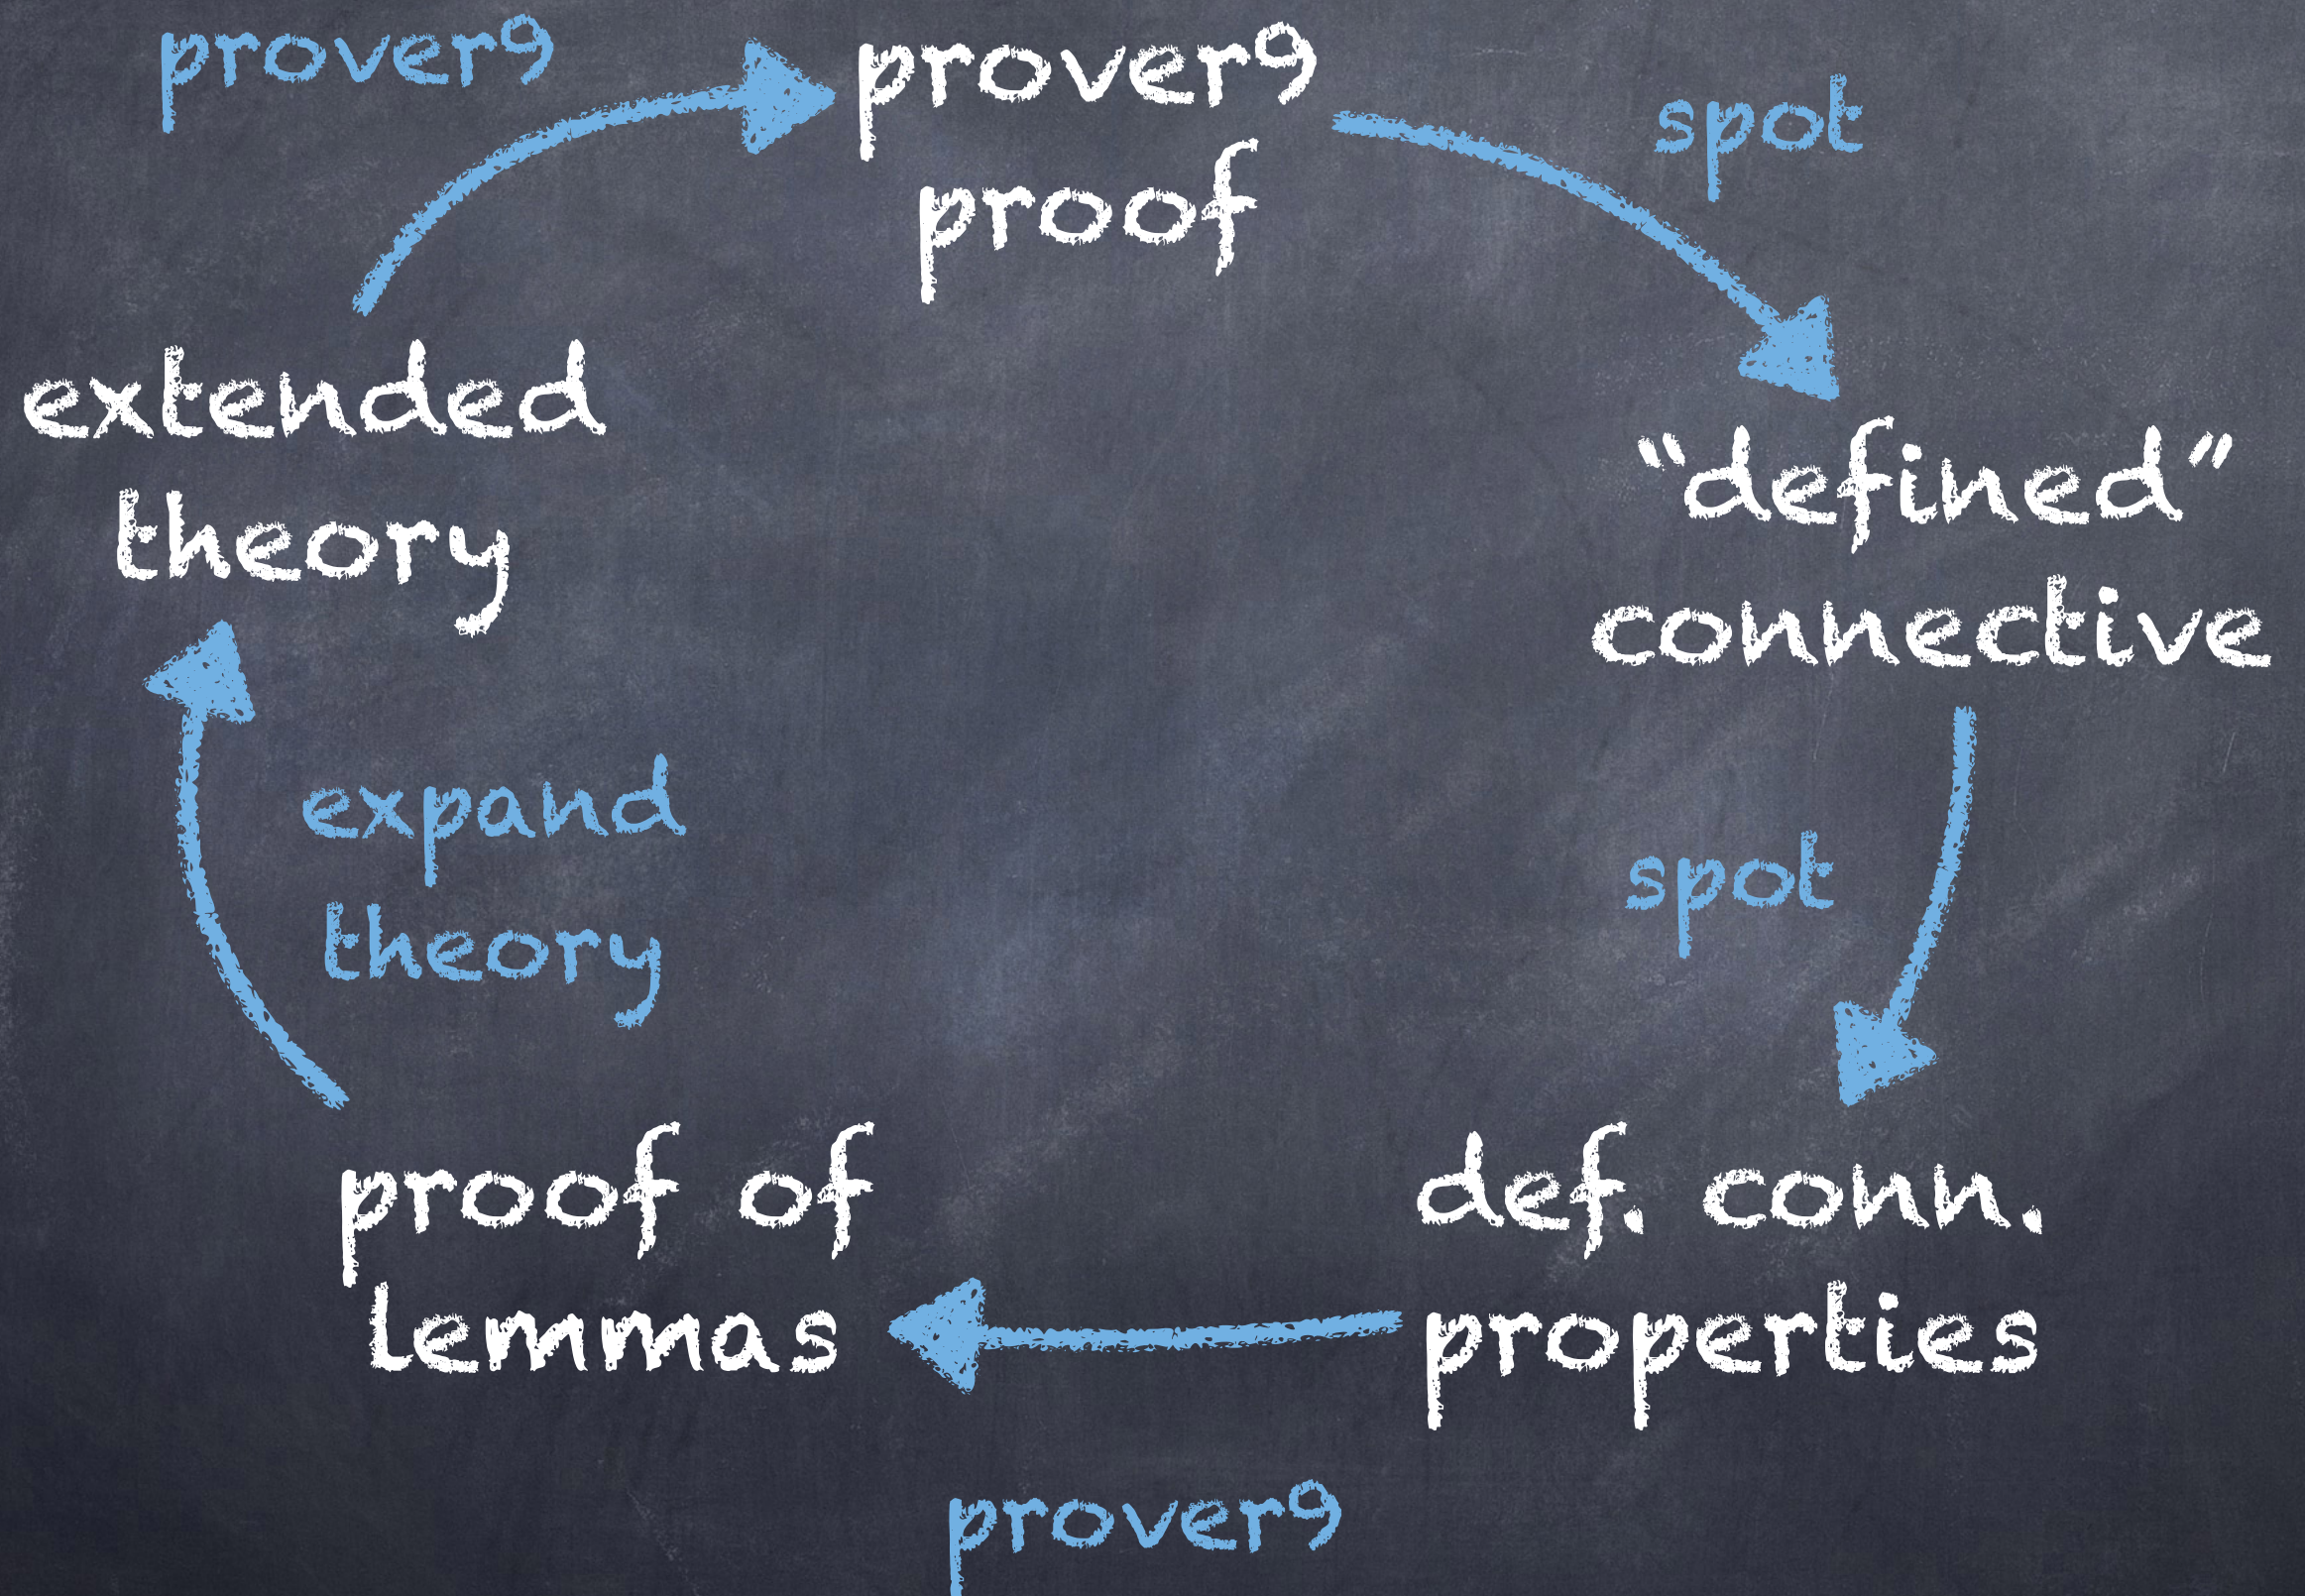 prover9
prover9
proof
spot
extended
theory
“defined”
connective
expand
theory
spot
proof of
lemmas
def. conn.
properties
prover9